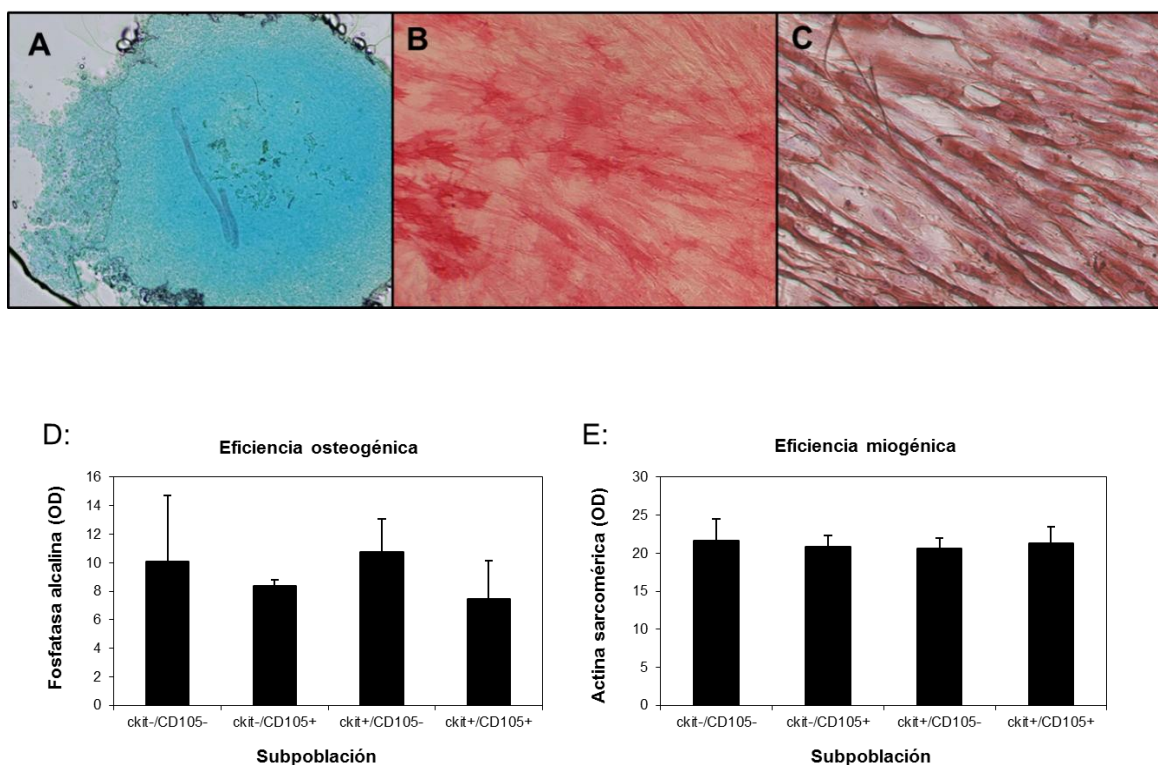 A
B
C
D:
Eficiencia osteogénica
Fosfatasa alcalina (OD)
16
14
12
10
8
6
4
2
0
ckit-/CD105-
ckit-/CD105+
ckit+/CD105-
ckit+/CD105+
Subpoblación
E:
Eficiencia miogénica
Actina sarcomérica (OD)
30
25
20
15
10
5
0
ckit-/CD105-
ckit-/CD105+
ckit+/CD105-
ckit+/CD105+
Subpoblación